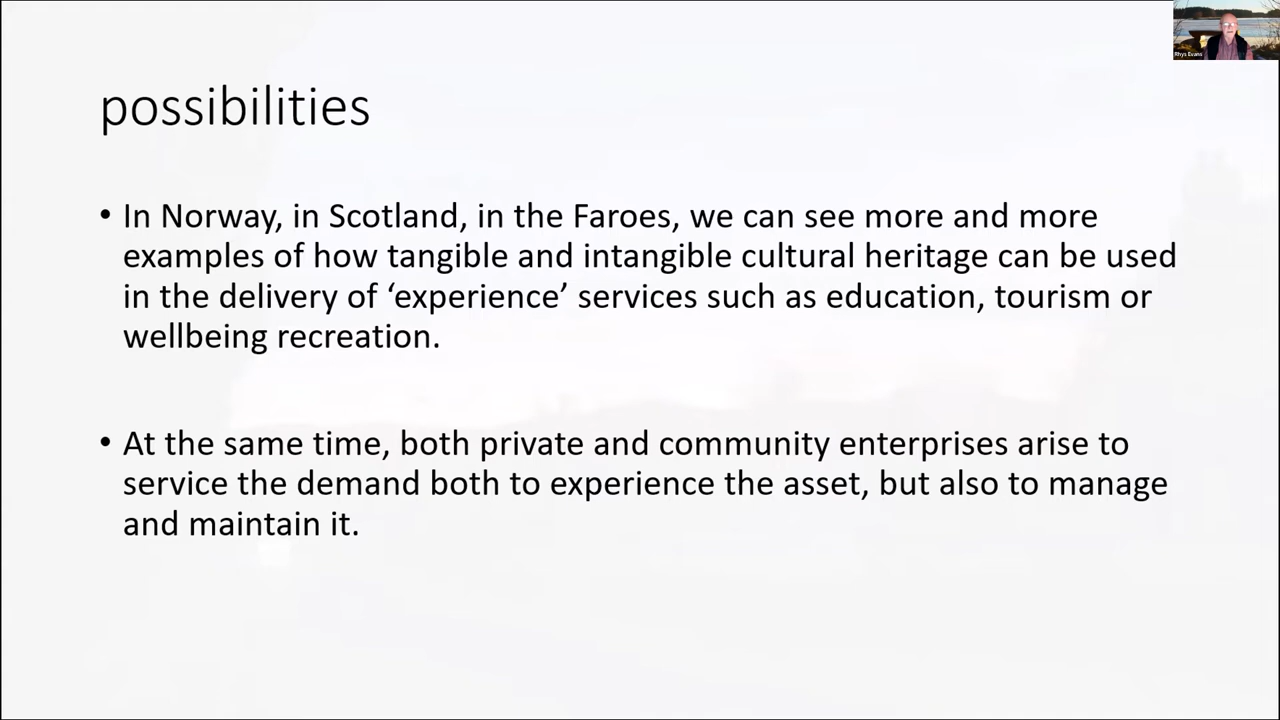 Rhys Evans
possibilities
• In Norway, in Scotland, in the Faroes, we can see more and more
examples of how tangible and intangible cultural heritage can be used
in the delivery of ‘experience’ services such as education, tourism or
wellbeing recreation.
• At the same time, both private and community enterprises arise to
service the demand both to experience the asset, but also to manage
and maintain it.